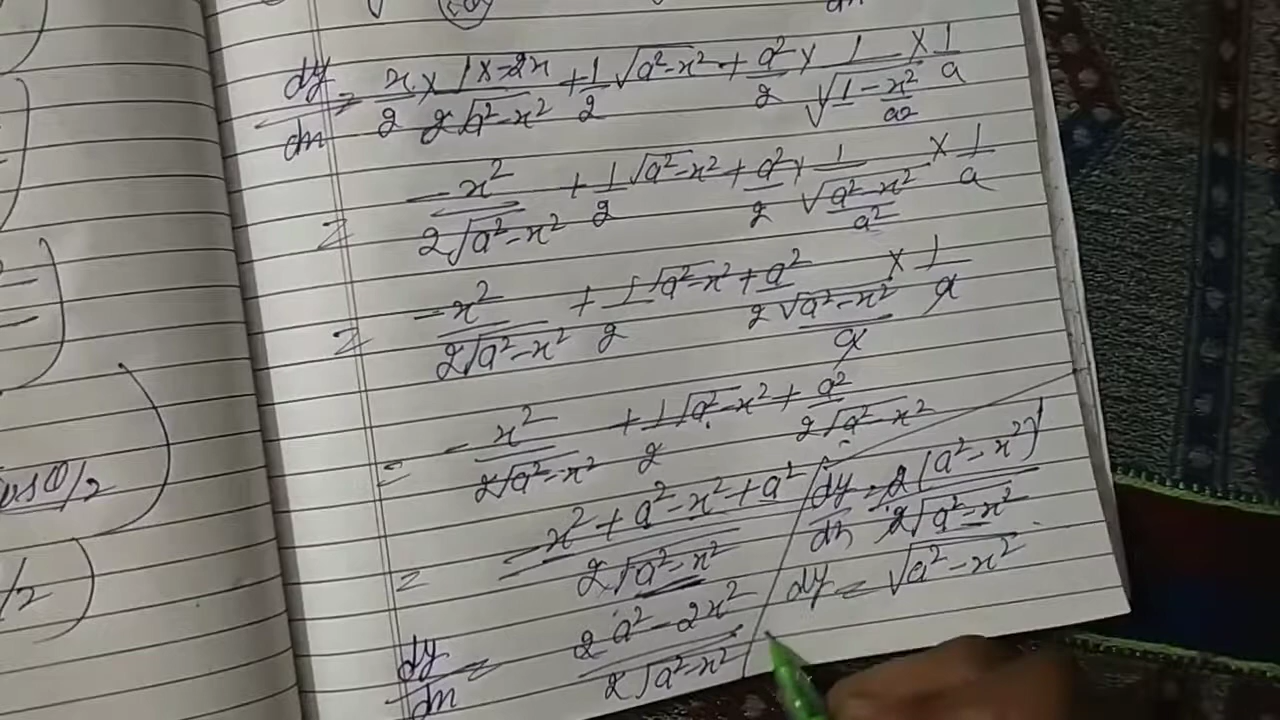 dy/dx = x/2 × 1×-2x/2√a²-x² + 1/2 √a²-x² + a²/2 × 1/√1-x²/a² × 1/a
= -x²/2√a²-x² + 1/2 √a²-x² + a²/2 × 1/√a²-x²/a² × 1/a
= -x²/2√a²-x² + 1/2 √a²-x² + a²/2√a²-x²/a × 1/a
= -x²/2√a²-x² + 1/2 √a²-x² + a²/2√a²-x²
= -x²+a²-x²+a²/2√a²-x²
dy/dx = 2a²-2x²/2√a²-x²
dy/dx = 2(a²-x²)/2√a²-x²
dy = √a²-x²
/2